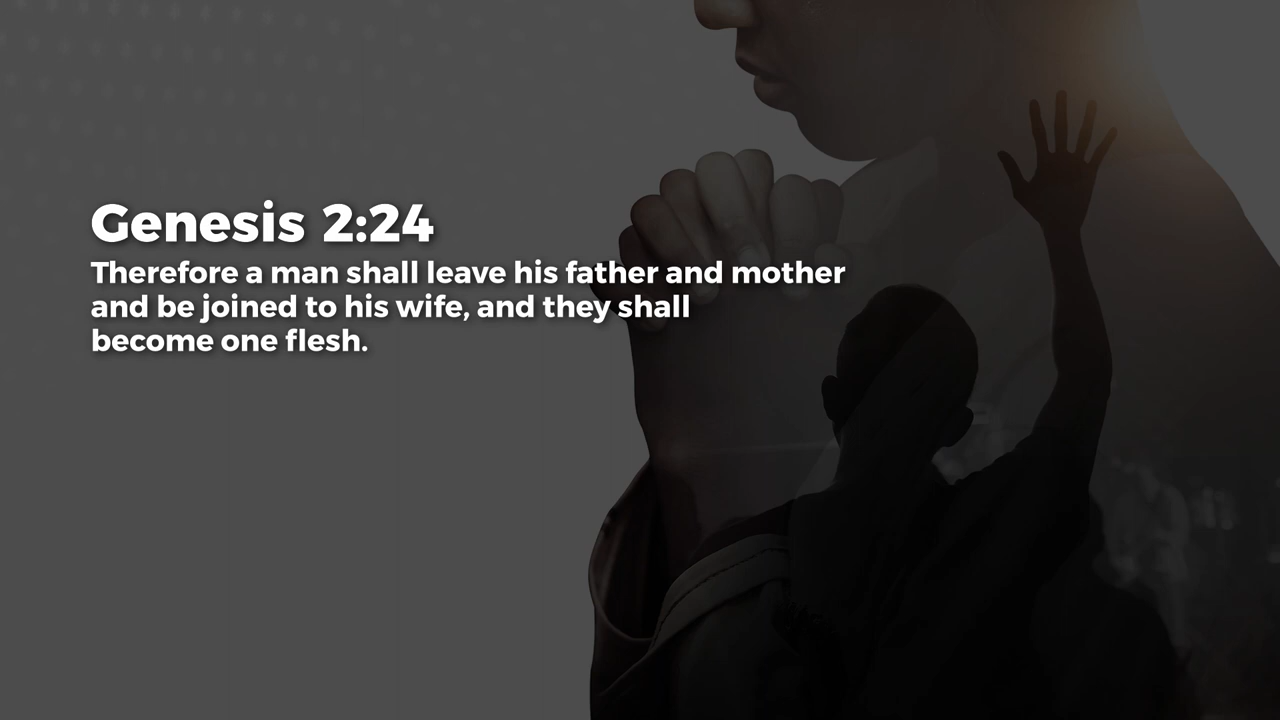 Genesis 2:24
Therefore a man shall leave his father and mother
and be joined to his wife, and they shall
become one flesh.